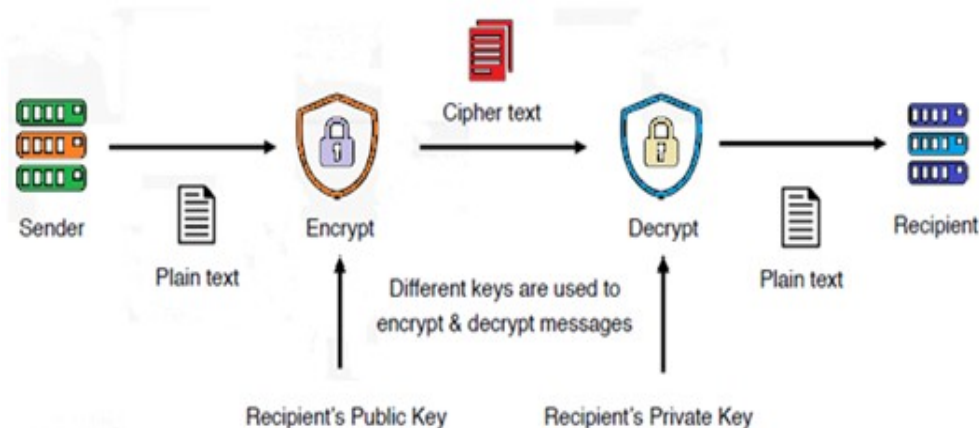 Cipher text
Sender
Encrypt
Decrypt
Recipient
Plain text
Different keys are used to
encrypt & decrypt messages
Plain text
Recipient's Public Key
Recipient's Private Key